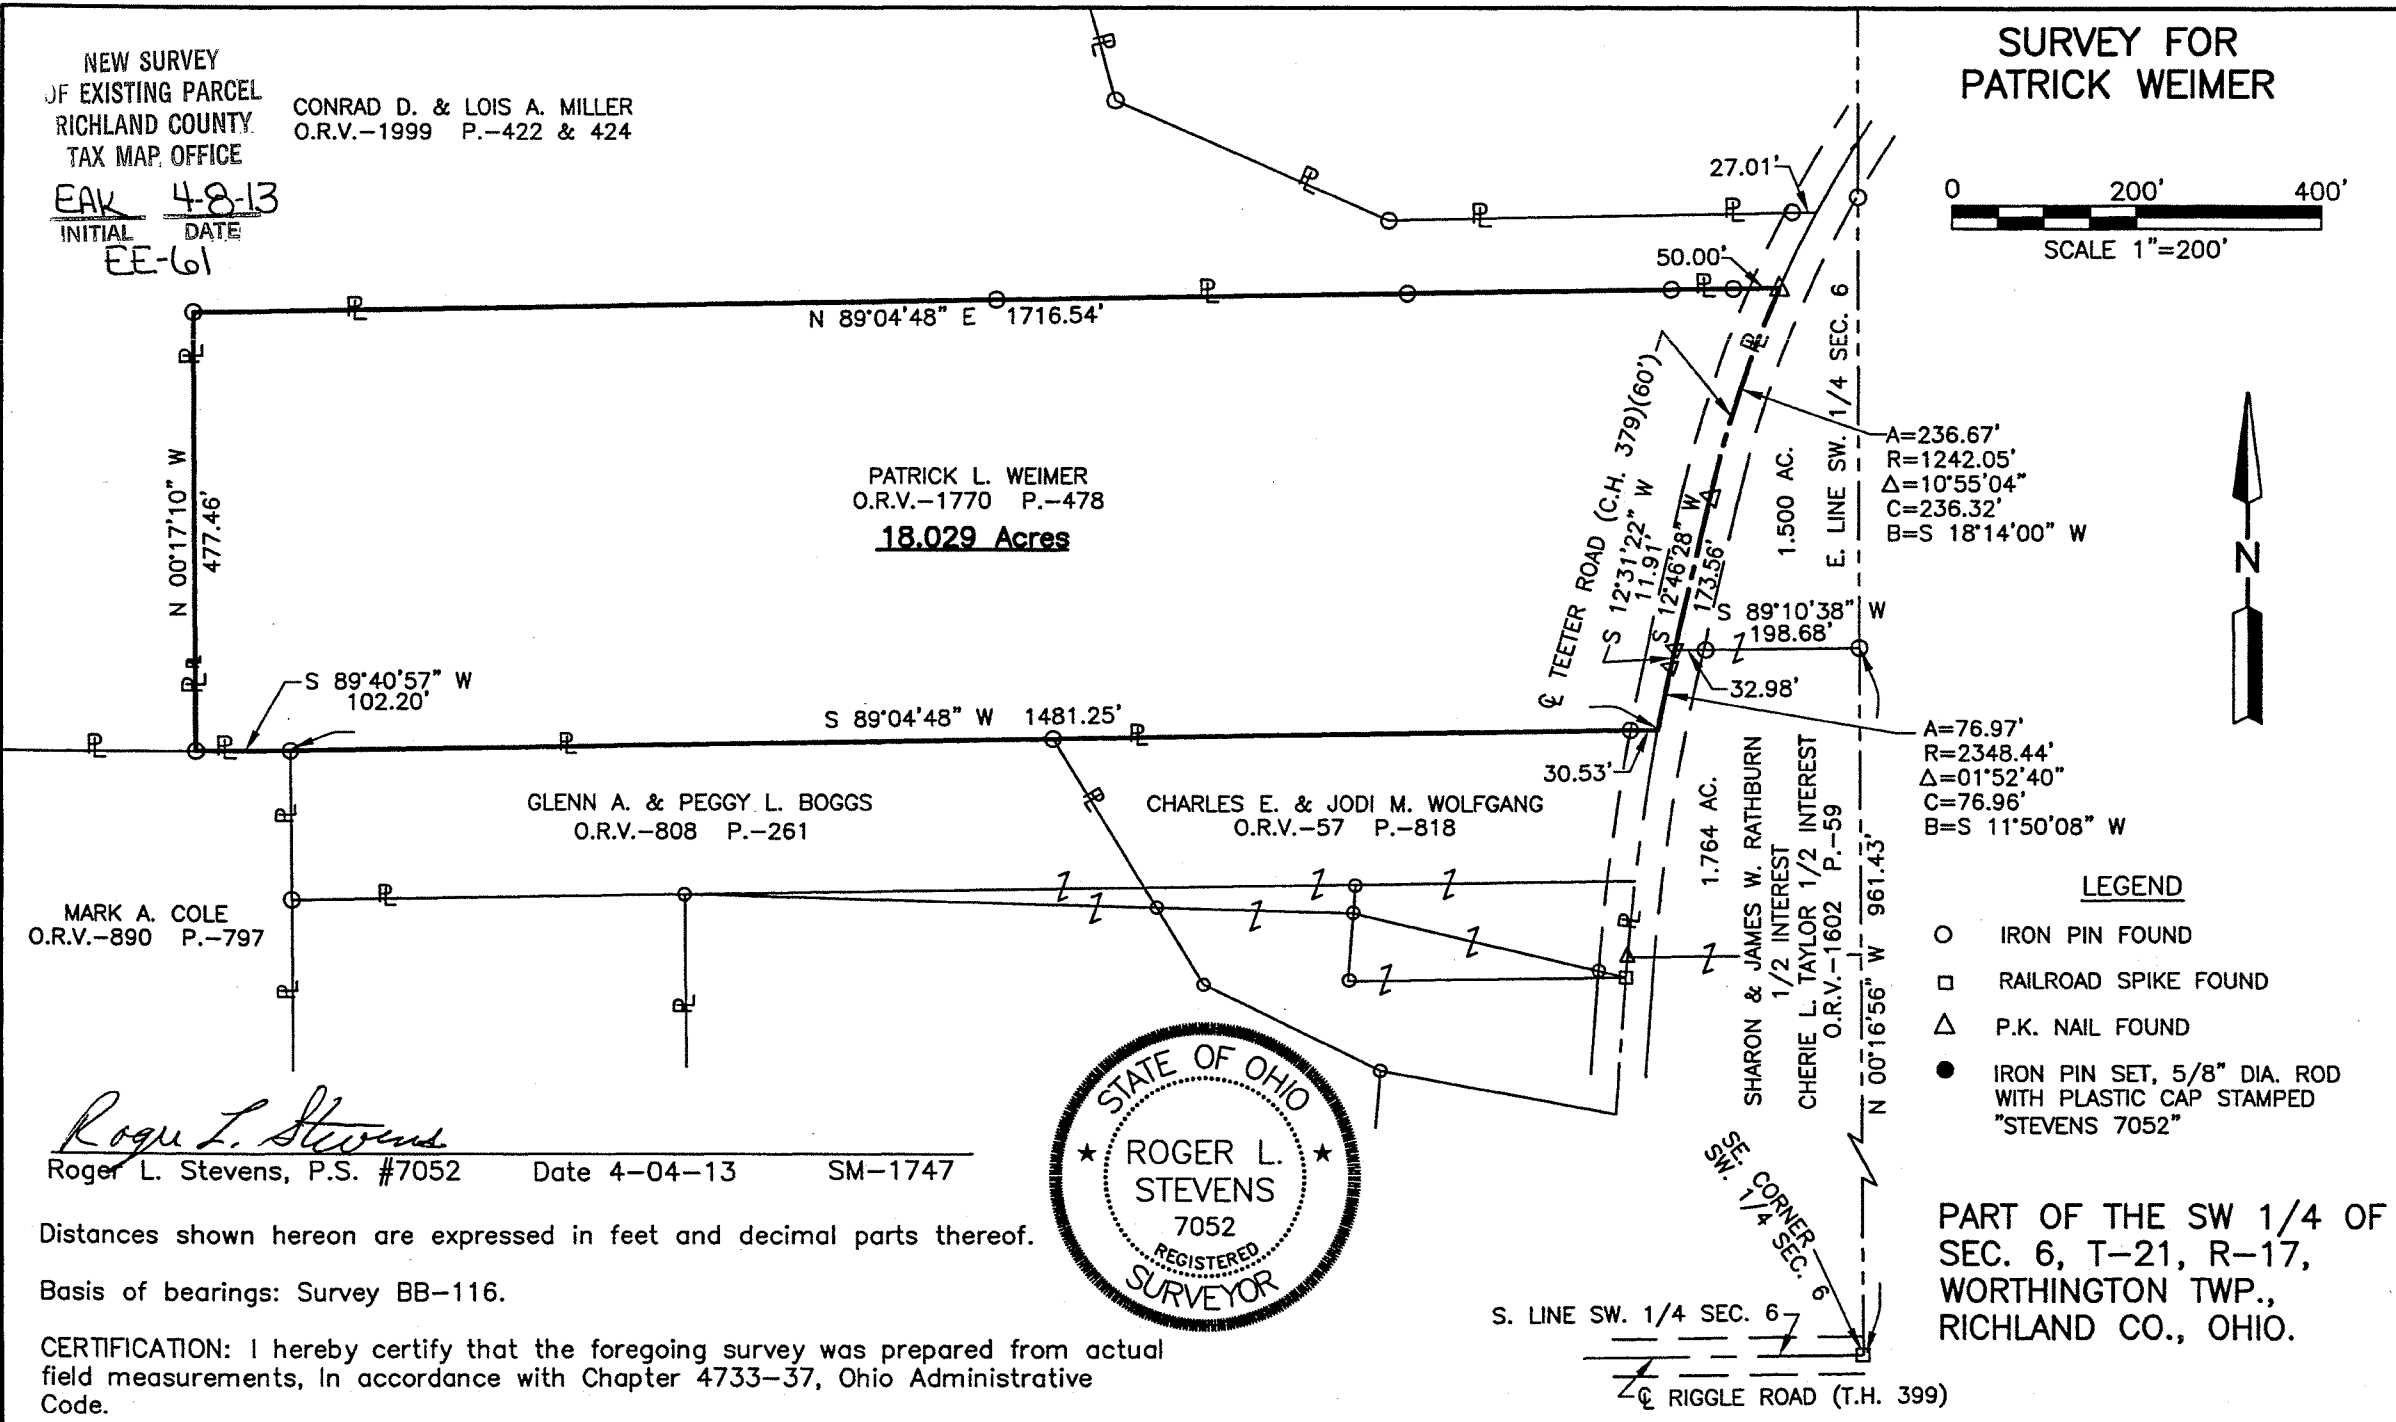 SURVEY FOR
PATRICK WEIMER
NEW SURVEY
OF EXISTING PARCEL
RICHLAND COUNTY
TAX MAP OFFICE
EAK 4-8-13
INITIAL DATE
EE-61
CONRAD D. & LOIS A. MILLER
O.R.V.-1999 P.-422 & 424
27.01'
50.00'
0 200' 400'
SCALE 1"=200'
N 89°04'48" E 1716.54'
N 00°17'10" W
477.46'
PATRICK L. WEIMER
O.R.V.-1770 P.-478
18.029 Acres
℄ TEETER ROAD (C.H. 379)(60')
S 12°31'22" W
11.91'
S 12°46'28" W
173.56'
1.500 AC.
E. LINE SW. 1/4 SEC. 6
A=236.67'
R=1242.05'
Δ=10°55'04"
C=236.32'
B=S 18°14'00" W
N
S 89°10'38" W
198.68'
32.98'
S 89°40'57" W
102.20'
S 89°04'48" W 1481.25'
30.53'
A=76.97'
R=2348.44'
Δ=01°52'40"
C=76.96'
B=S 11°50'08" W
GLENN A. & PEGGY L. BOGGS
O.R.V.-808 P.-261
CHARLES E. & JODI M. WOLFGANG
O.R.V.-57 P.-818
1.764 AC.
SHARON & JAMES W. RATHBURN
1/2 INTEREST
CHERIE L. TAYLOR 1/2 INTEREST
O.R.V.-1602 P.-59
N 00°16'56" W 961.43'
MARK A. COLE
O.R.V.-890 P.-797
LEGEND
IRON PIN FOUND
RAILROAD SPIKE FOUND
P.K. NAIL FOUND
IRON PIN SET, 5/8" DIA. ROD
WITH PLASTIC CAP STAMPED
"STEVENS 7052"
Roger L. Stevens
Roger L. Stevens, P.S. #7052 Date 4-04-13 SM-1747
STATE OF OHIO
ROGER L.
STEVENS
7052
REGISTERED
SURVEYOR
Distances shown hereon are expressed in feet and decimal parts thereof.
Basis of bearings: Survey BB-116.
CERTIFICATION: I hereby certify that the foregoing survey was prepared from actual
field measurements, In accordance with Chapter 4733-37, Ohio Administrative
Code.
SE. CORNER
SW. 1/4 SEC. 6
S. LINE SW. 1/4 SEC. 6
℄ RIGGLE ROAD (T.H. 399)
PART OF THE SW 1/4 OF
SEC. 6, T-21, R-17,
WORTHINGTON TWP.,
RICHLAND CO., OHIO.